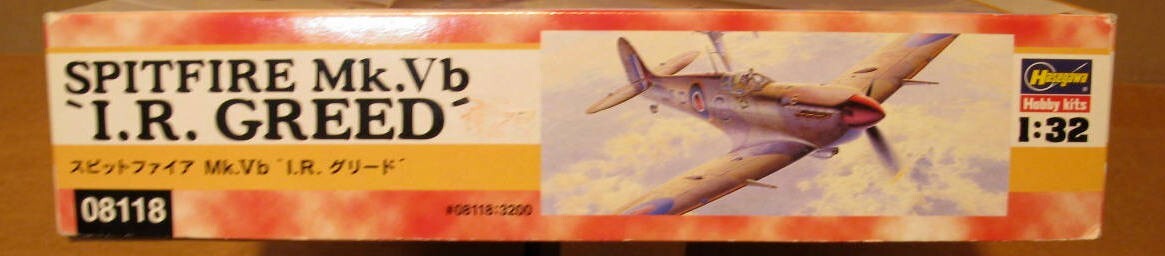 SPITFIRE Mk.Vb
`I.R. GREED´
スピットファイア Mk.Vb `I.R. グリード´
08118
#08118:3200
Hasegawa
Hobby kits
1:32